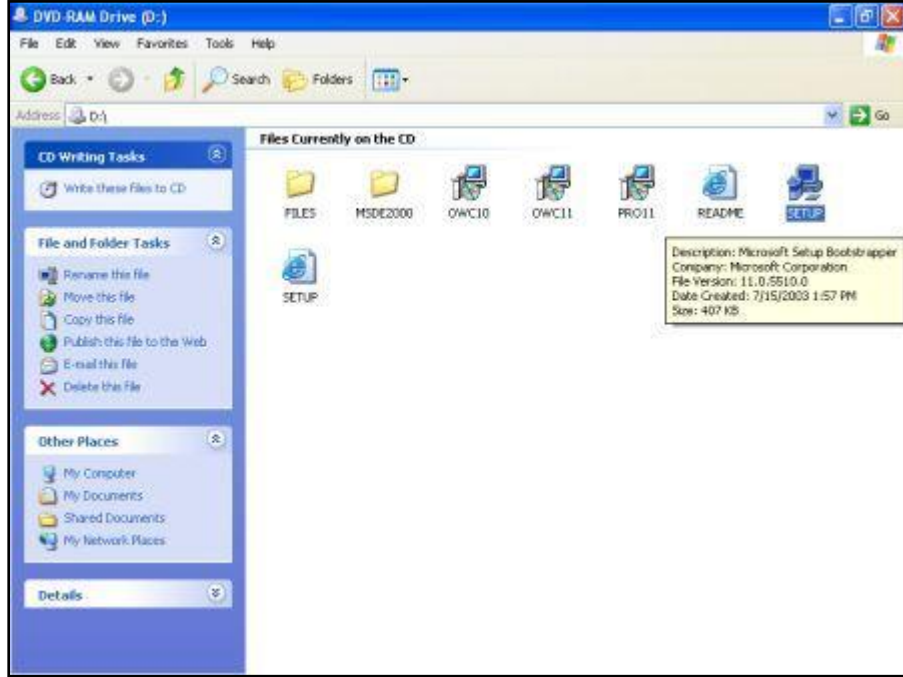 DVD-RAM Drive (D:)
File Edit View Favorites Tools Help
Back Search Folders
Address D:\ Go
CD Writing Tasks
Write these files to CD
File and Folder Tasks
Rename this file
Move this file
Copy this file
Publish this file to the Web
E-mail this file
Delete this file
Other Places
My Computer
My Documents
Shared Documents
My Network Places
Details
Files Currently on the CD
FILES MSDE2000 OWC10 OWC11 PRO11 README SETUP
SETUP
Description: Microsoft Setup Bootstrapper
Company: Microsoft Corporation
File Version: 11.0.5510.0
Date Created: 7/15/2003 1:57 PM
Size: 407 KB